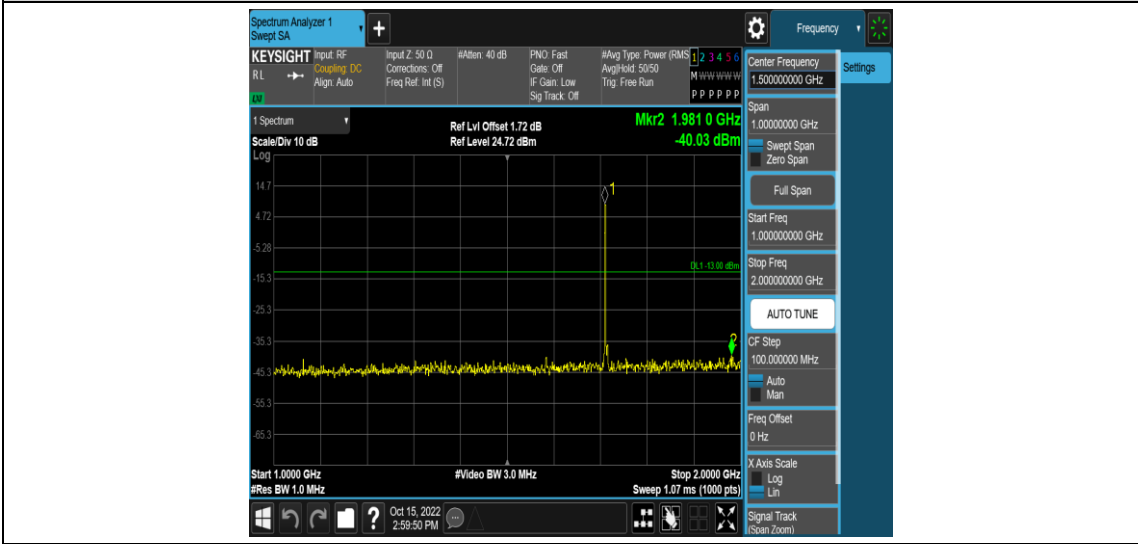 Spectrum Analyzer 1
Swept SA
Frequency
KEYSIGHT
RL
LXI
Input: RF
Coupling: DC
Align: Auto
Input Z: 50 Ω
Corrections: Off
Freq Ref: Int (S)
#Atten: 40 dB
PNO: Fast
Gate: Off
IF Gain: Low
Sig Track: Off
#Avg Type: Power (RMS
Avg|Hold: 50/50
Trig: Free Run
1 2 3 4 5 6
M W W W W W
P P P P P P
1 Spectrum
Scale/Div 10 dB
Log
Ref Lvl Offset 1.72 dB
Ref Level 24.72 dBm
Mkr2 1.981 0 GHz
-40.03 dBm
14.7
4.72
-5.28
-15.3
-25.3
-35.3
-45.3
-55.3
-65.3
1
DL1 -13.00 dBm
2
Start 1.0000 GHz
#Res BW 1.0 MHz
#Video BW 3.0 MHz
Stop 2.0000 GHz
Sweep 1.07 ms (1000 pts)
?
Oct 15, 2022
2:59:50 PM
Center Frequency
1.500000000 GHz
Settings
Span
1.00000000 GHz
Swept Span
Zero Span
Full Span
Start Freq
1.000000000 GHz
Stop Freq
2.000000000 GHz
AUTO TUNE
CF Step
100.000000 MHz
Auto
Man
Freq Offset
0 Hz
X Axis Scale
Log
Lin
Signal Track
(Span Zoom)